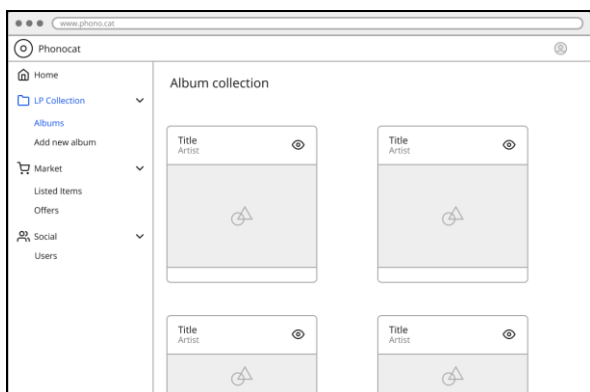 www.phono.cat
Phonocat
Home
LP Collection
Albums
Add new album
Market
Listed Items
Offers
Social
Users
Album collection
Title
Artist
Title
Artist
Title
Artist
Title
Artist